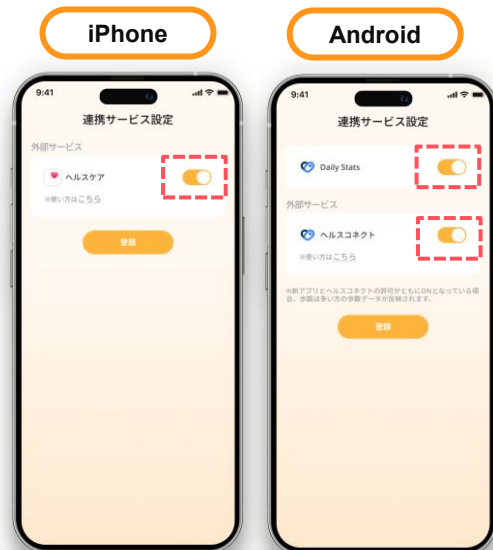 iPhone
9:41
連携サービス設定
外部サービス
ヘルスケア
※使い方はこちら
登録
Android
9:41
連携サービス設定
Daily Stats
外部サービス
ヘルスコネクト
※使い方はこちら
※新アプリとヘルスコネクトの許可がともにONとなっている場
合、歩数は多い方の歩数データが反映されます。
登録